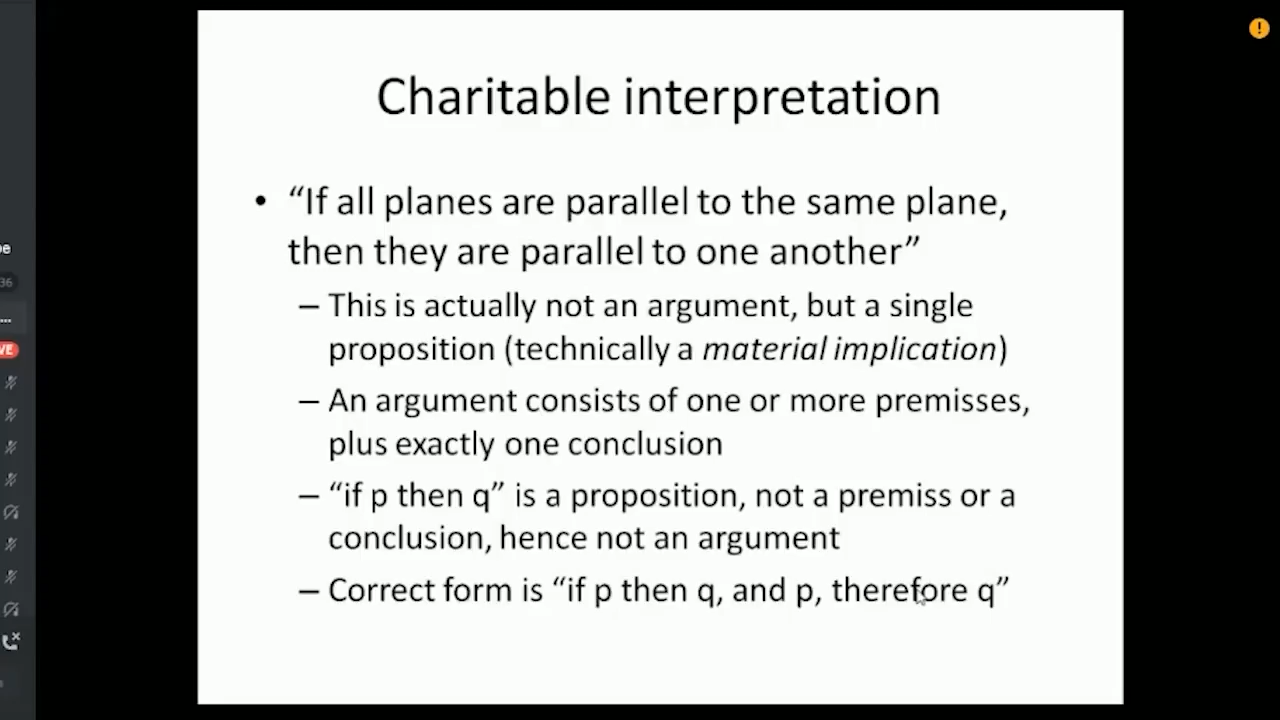 Charitable interpretation
• “If all planes are parallel to the same plane,
then they are parallel to one another”
– This is actually not an argument, but a single
proposition (technically a material implication)
– An argument consists of one or more premisses,
plus exactly one conclusion
– “if p then q” is a proposition, not a premiss or a
conclusion, hence not an argument
– Correct form is “if p then q, and p, therefore q”
36
...